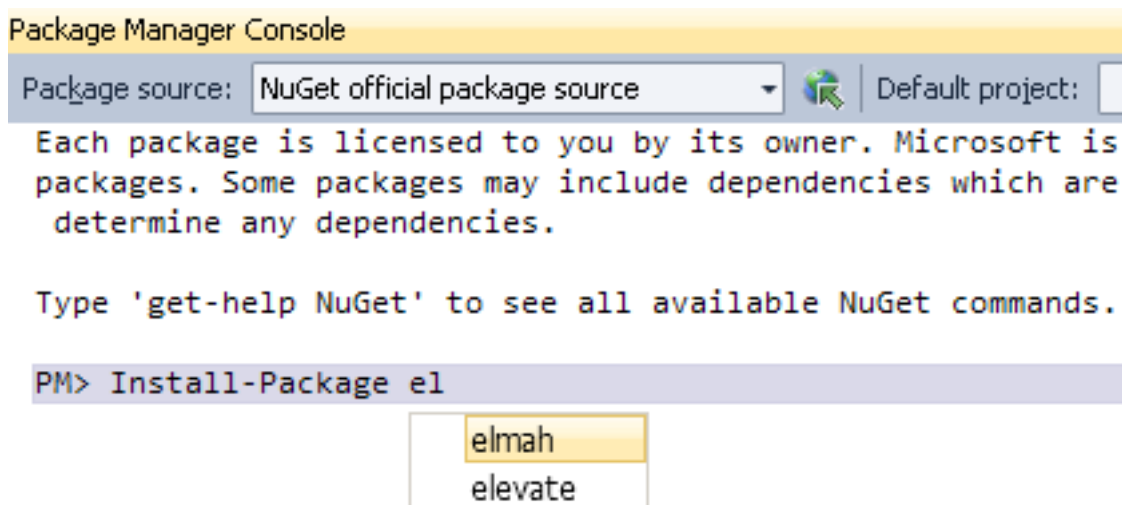 Package Manager Console
Package source: NuGet official package source Default project:
Each package is licensed to you by its owner. Microsoft is
packages. Some packages may include dependencies which are
determine any dependencies.
Type 'get-help NuGet' to see all available NuGet commands.
PM> Install-Package el
elmah
elevate